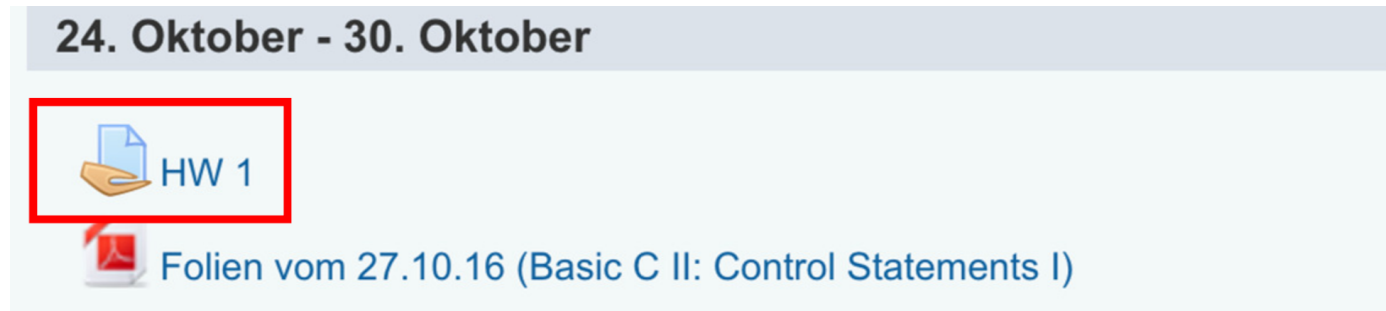 24. Oktober - 30. Oktober
HW 1
Folien vom 27.10.16 (Basic C II: Control Statements I)